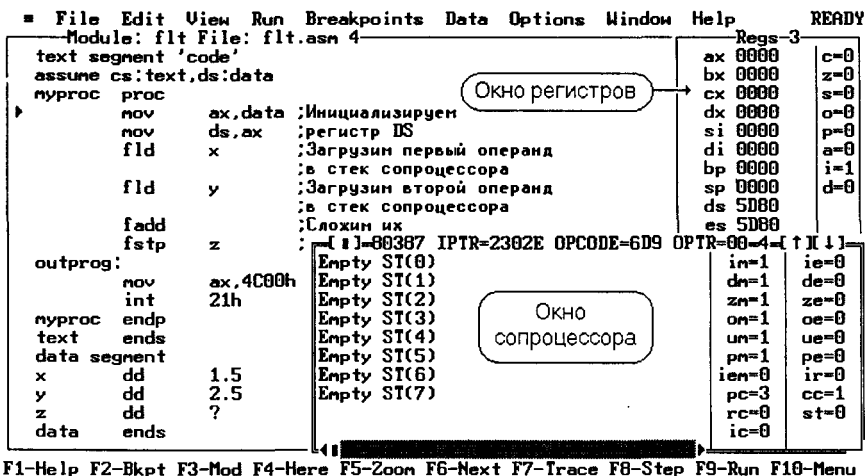 ≡ File Edit View Run Breakpoints Data Options Window Help READY
Module: flt File: flt.asm 4 Regs 3
text segment 'code' ax 0000 c=0
assume cs:text,ds:data bx 0000 z=0
myproc proc Окно регистров cx 0000 s=0
mov ax,data ;Инициализируем dx 0000 o=0
mov ds,ax ;регистр DS si 0000 p=0
fld x ;Загрузим первый операнд di 0000 a=0
;в стек сопроцессора bp 0000 i=1
fld y ;Загрузим второй операнд sp 0000 d=0
;в стек сопроцессора ds 5D80
fadd ;Сложим их es 5D80
fstp z ; [■]=80387 IPTR=2302E OPCODE=6D9 OPTR=00=4=[↑][↓]
outprog: Empty ST(0) im=1 ie=0
mov ax,4C00h Empty ST(1) dm=1 de=0
int 21h Empty ST(2) zm=1 ze=0
myproc endp Empty ST(3) Окно om=1 oe=0
text ends Empty ST(4) сопроцессора um=1 ue=0
data segment Empty ST(5) pm=1 pe=0
x dd 1.5 Empty ST(6) iem=0 ir=0
y dd 2.5 Empty ST(7) pc=3 cc=1
z dd ? rc=0 st=0
data ends ic=0
F1-Help F2-Bkpt F3-Mod F4-Here F5-Zoom F6-Next F7-Trace F8-Step F9-Run F10-Menu